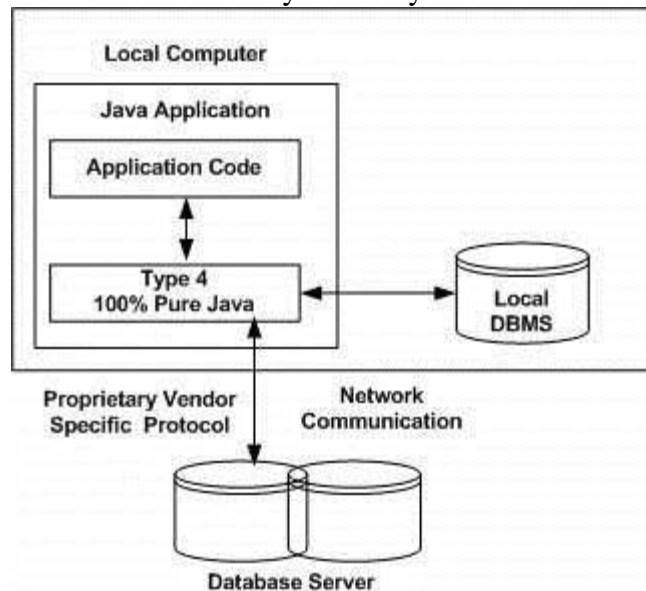 Local Computer
Java Application
Application Code
Type 4
100% Pure Java
Local
DBMS
Proprietary Vendor
Specific Protocol
Network
Communication
Database Server